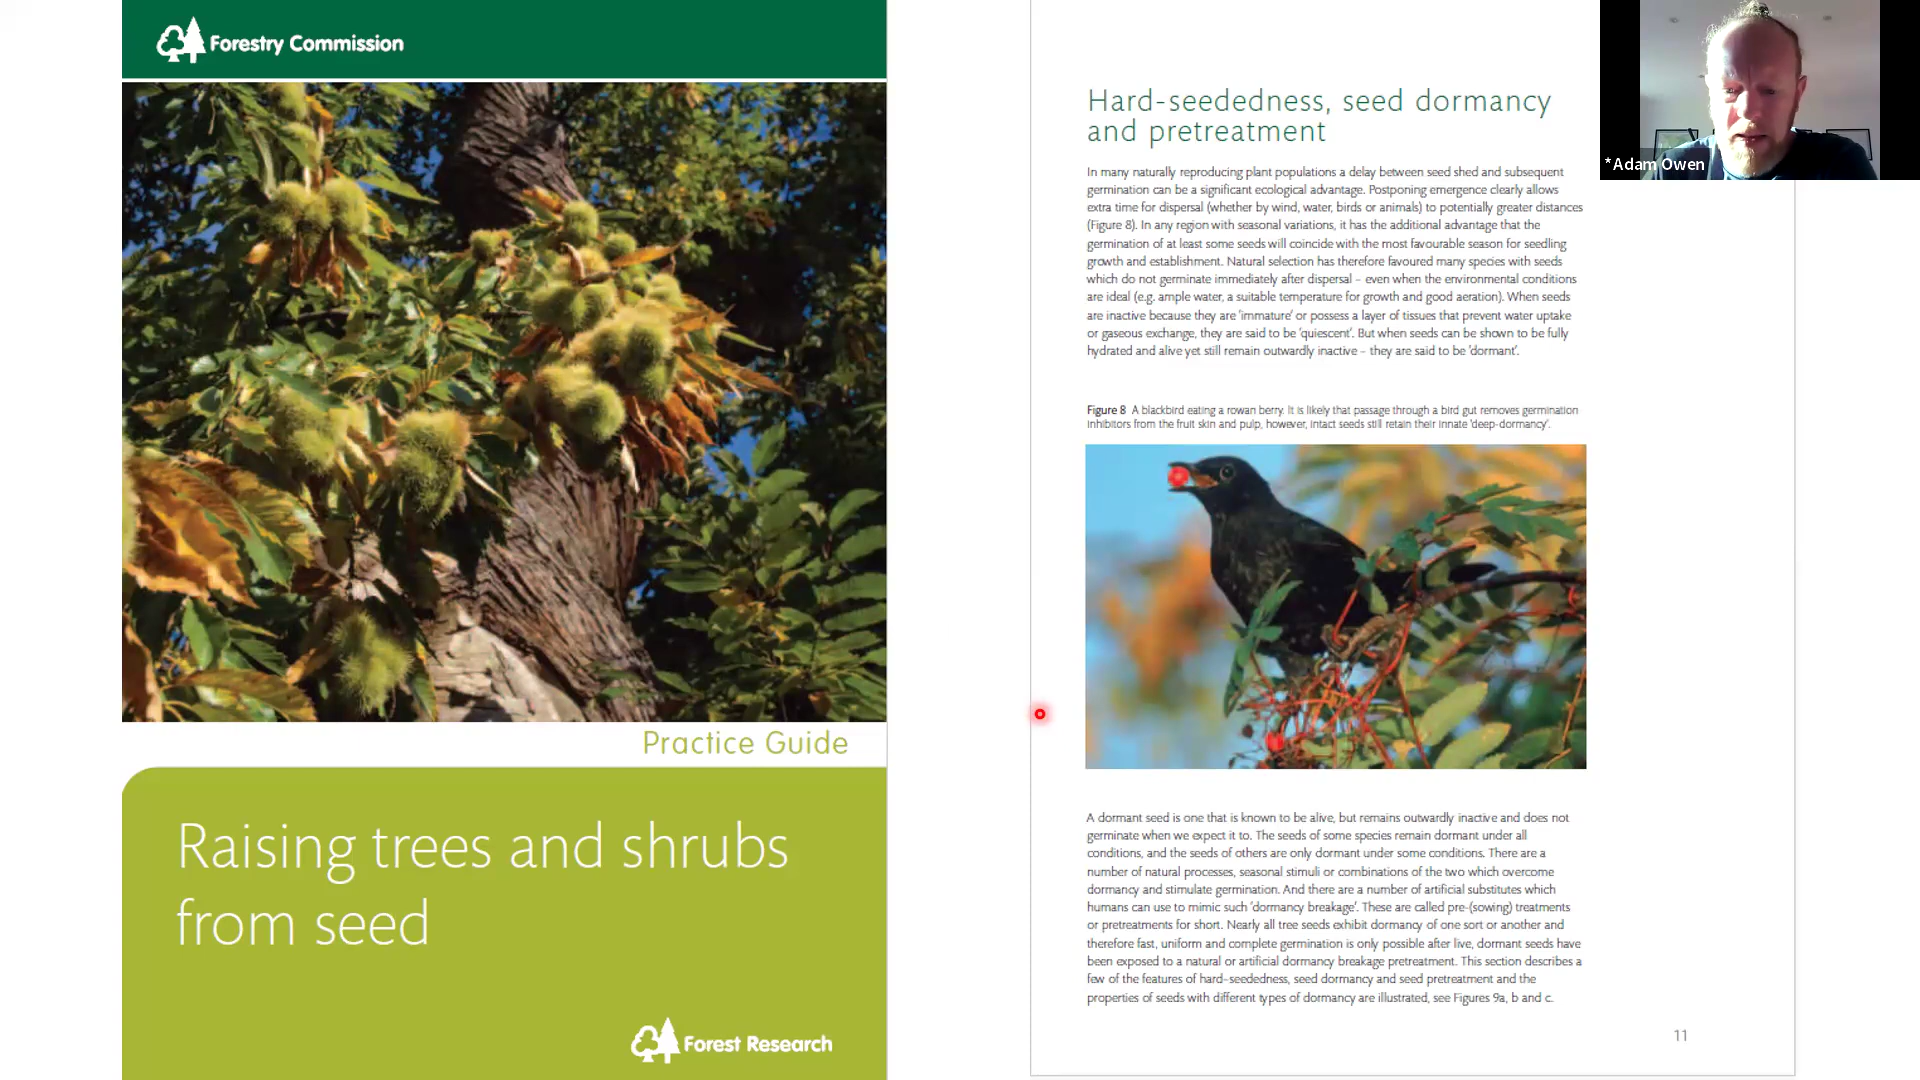 Forestry Commission
Practice Guide
Raising trees and shrubs
from seed
Forest Research
Hard-seededness, seed dormancy
and pretreatment
In many naturally reproducing plant populations a delay between seed shed and subsequent
germination can be a significant ecological advantage. Postponing emergence clearly allows
extra time for dispersal (whether by wind, water, birds or animals) to potentially greater distances
(Figure 8). In any region with seasonal variations, it has the additional advantage that the
germination of at least some seeds will coincide with the most favourable season for seedling
growth and establishment. Natural selection has therefore favoured many species with seeds
which do not germinate immediately after dispersal – even when the environmental conditions
are ideal (e.g. ample water, a suitable temperature for growth and good aeration). When seeds
are inactive because they are 'immature' or possess a layer of tissues that prevent water uptake
or gaseous exchange, they are said to be 'quiescent'. But when seeds can be shown to be fully
hydrated and alive yet still remain outwardly inactive – they are said to be 'dormant'.
Figure 8 A blackbird eating a rowan berry. It is likely that passage through a bird gut removes germination
inhibitors from the fruit skin and pulp, however, intact seeds still retain their innate 'deep-dormancy'.
A dormant seed is one that is known to be alive, but remains outwardly inactive and does not
germinate when we expect it to. The seeds of some species remain dormant under all
conditions, and the seeds of others are only dormant under some conditions. There are a
number of natural processes, seasonal stimuli or combinations of the two which overcome
dormancy and stimulate germination. And there are a number of artificial substitutes which
humans can use to mimic such 'dormancy breakage'. These are called pre-(sowing) treatments
or pretreatments for short. Nearly all tree seeds exhibit dormancy of one sort or another and
therefore fast, uniform and complete germination is only possible after live, dormant seeds have
been exposed to a natural or artificial dormancy breakage pretreatment. This section describes a
few of the features of hard-seededness, seed dormancy and seed pretreatment and the
properties of seeds with different types of dormancy are illustrated, see Figures 9a, b and c.
11
*Adam Owen